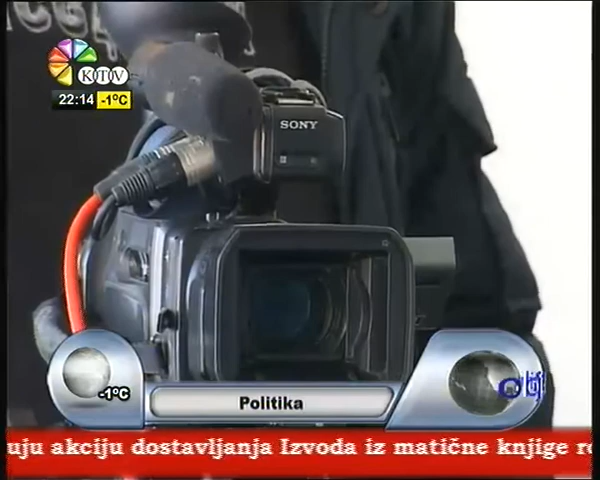 KTV
22:14 -1°C
SONY
-1°C
Politika
uju akciju dostavljanja Izvoda iz matične knjige r